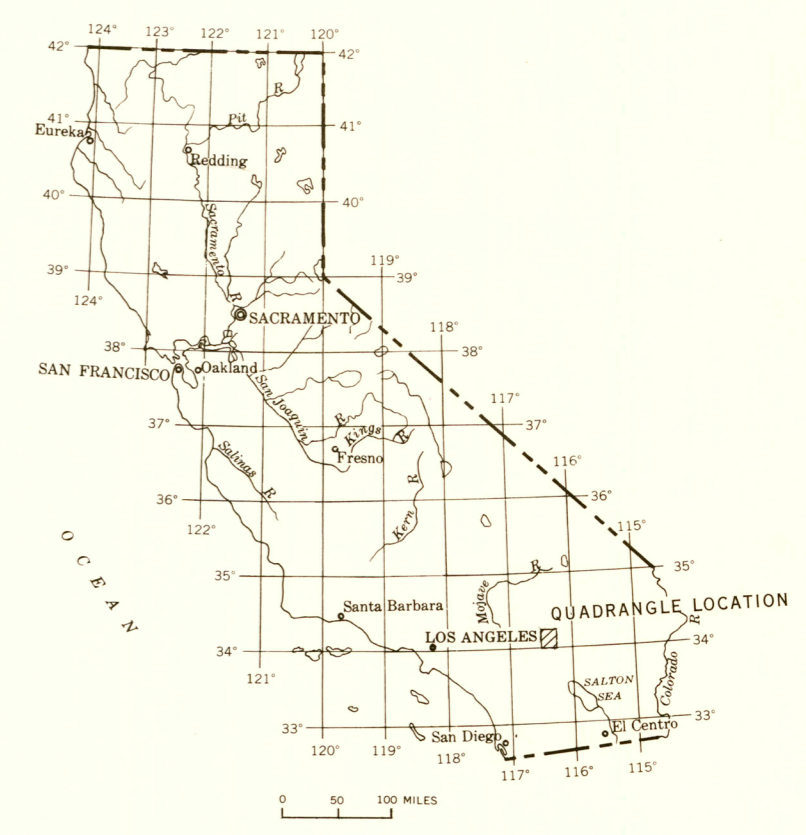 124° 123° 122° 121° 120°
42° 42°
R
Pit
41° 41°
Eureka
Redding
40° 40°
Sacramento
R
119°
39° 39°
124°
SACRAMENTO
118°
38° 38°
SAN FRANCISCO
Oakland
San Joaquin
R
117°
37° 37°
Kings
R
Fresno
Salinas
R
116°
Kern
R
36° 36°
122°
115°
OCEAN
35° 35°
Mojave
R
Santa Barbara
QUADRANGLE LOCATION
LOS ANGELES
R
34° 34°
121°
SALTON
SEA
Colorado
33° 33°
San Diego
El Centro
120° 119° 118° 117° 116° 115°
0 50 100 MILES